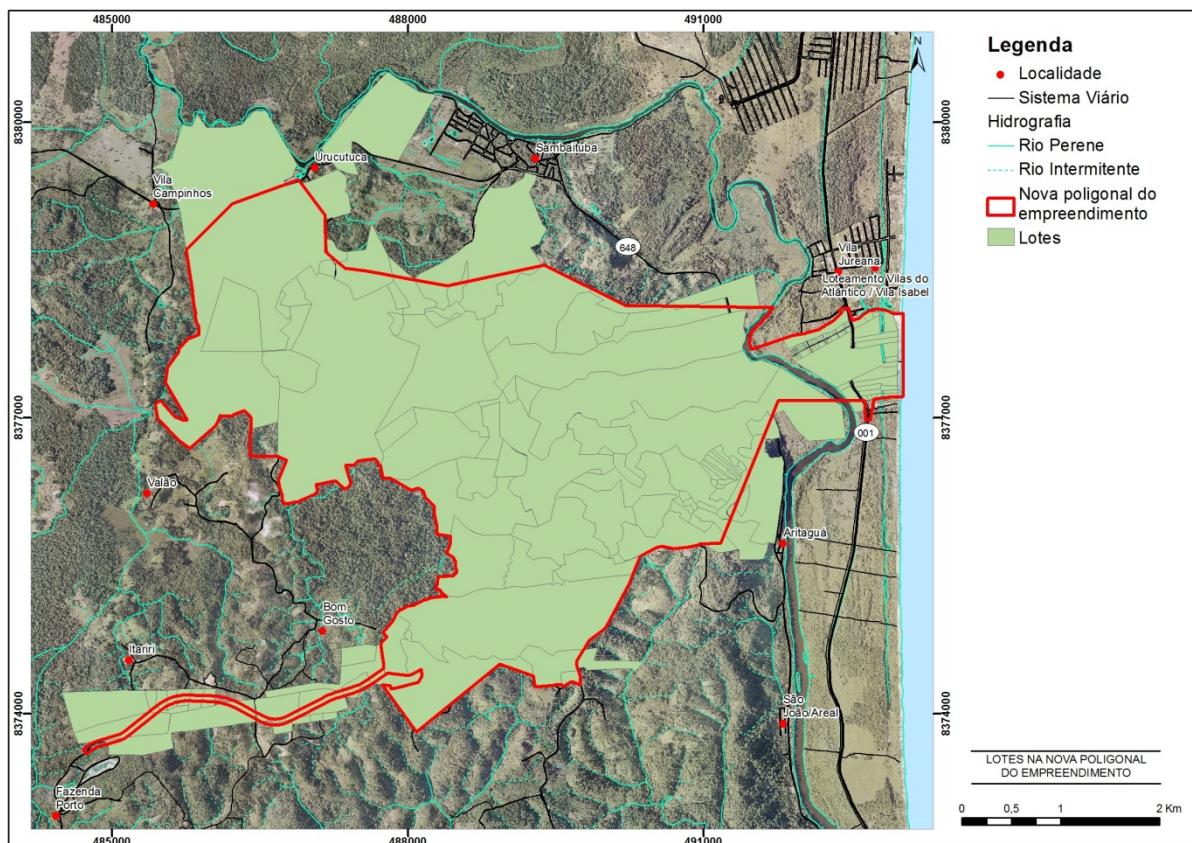 485000
488000
491000
N
8380000
8380000
Urucutuca
Sambaituba
Vila
Campinhos
648
Vila
Jureana
Loteamento Vilas do
Atlântico / Vila Isabel
8377000
8377000
001
Valão
Aritaguá
Bom
Gosto
Itariri
8374000
8374000
São
João/Areal
Fazenda
Porto
485000
488000
491000
Legenda
Localidade
Sistema Viário
Hidrografia
Rio Perene
Rio Intermitente
Nova poligonal do
empreendimento
Lotes
LOTES NA NOVA POLIGONAL
DO EMPREENDIMENTO
0 0,5 1 2 Km